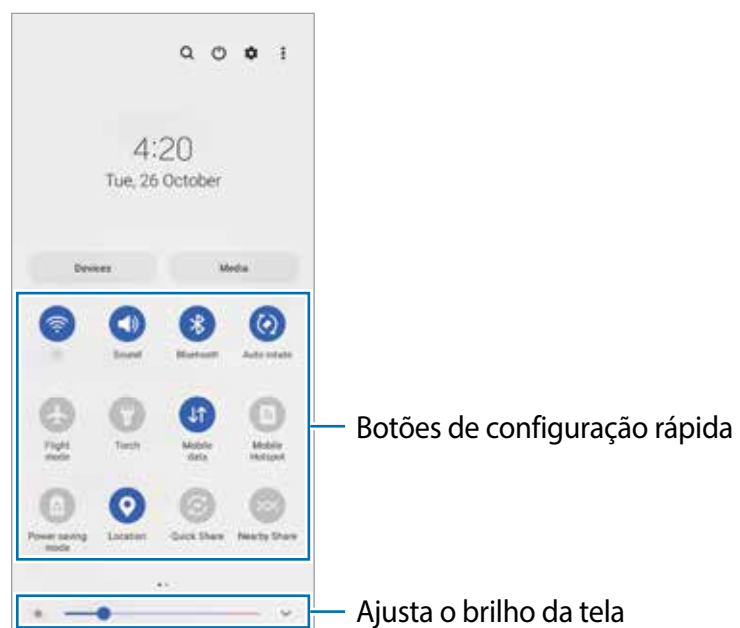 4:20
Tue, 26 October
Devices
Media
Sound
Bluetooth
Auto rotate
Flight
mode
Torch
Mobile
data
Mobile
Hotspot
Power saving
mode
Location
Quick Share
Nearby Share
Botões de configuração rápida
Ajusta o brilho da tela